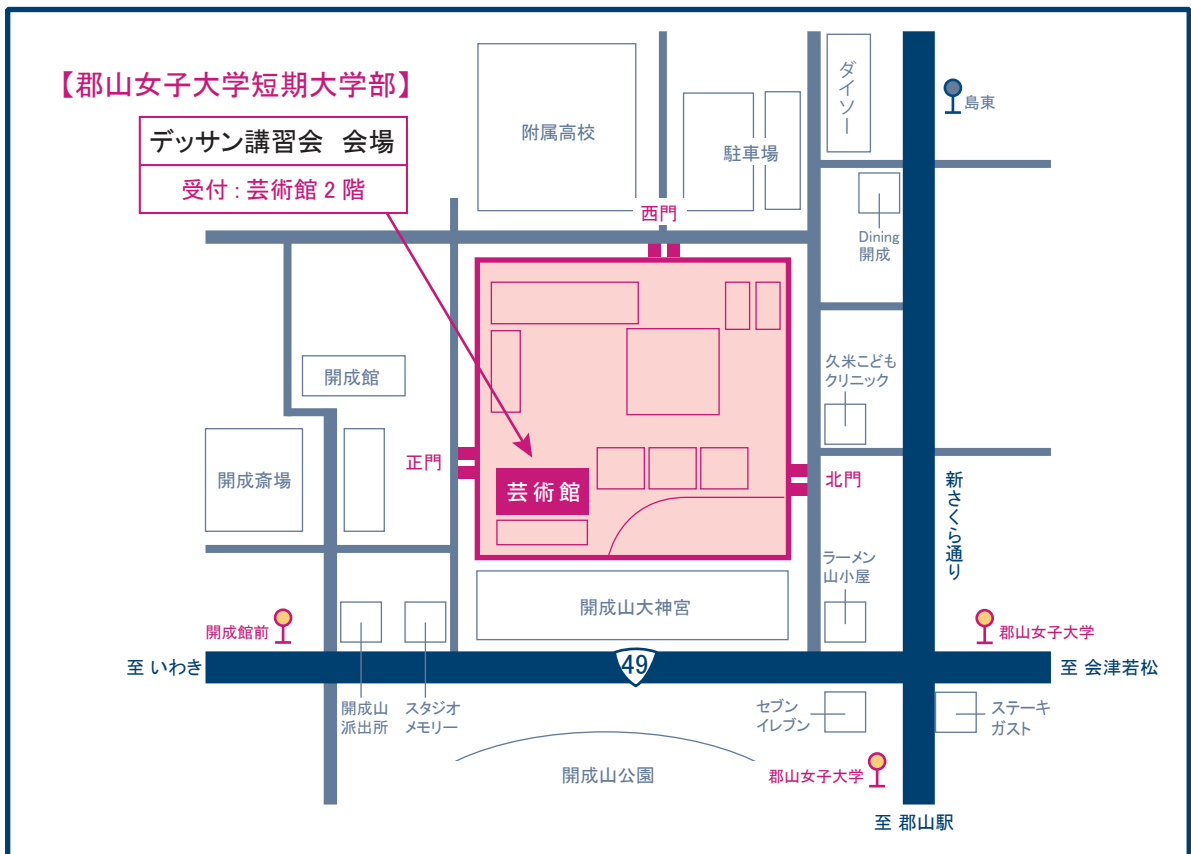 【郡山女子大学短期大学部】
デッサン講習会 会場
受付：芸術館２階
附属高校
駐車場
ダイソー
島東
西門
Dining
開成
開成館
久米こども
クリニック
開成斎場
正門
芸術館
北門
新さくら通り
ラーメン
山小屋
開成山大神宮
開成館前
郡山女子大学
至 いわき
49
至 会津若松
開成山
派出所
スタジオ
メモリー
セブン
イレブン
ステーキ
ガスト
開成山公園
郡山女子大学
至 郡山駅